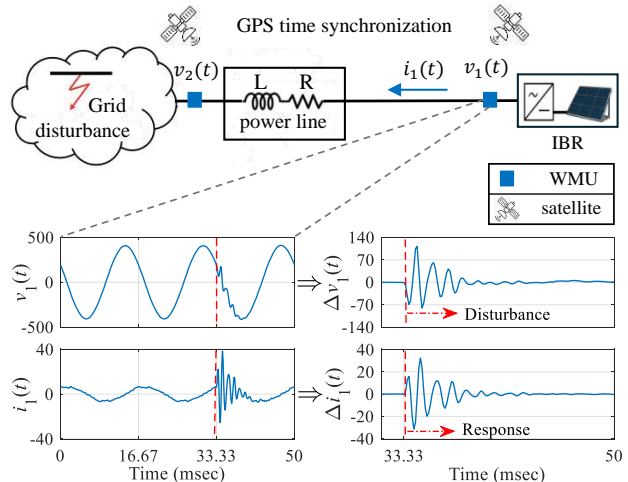 GPS time synchronization
v₂(t)
L R
i₁(t)
v₁(t)
Grid
disturbance
power line
IBR
WMU
satellite
500
0
-500
v₁(t)
⇒
140
70
0
-70
-140
Δv₁(t)
Disturbance
40
20
0
-20
-40
i₁(t)
0
16.67
33.33
50
Time (msec)
⇒
40
20
0
-20
-40
Δi₁(t)
Response
33.33
50
Time (msec)